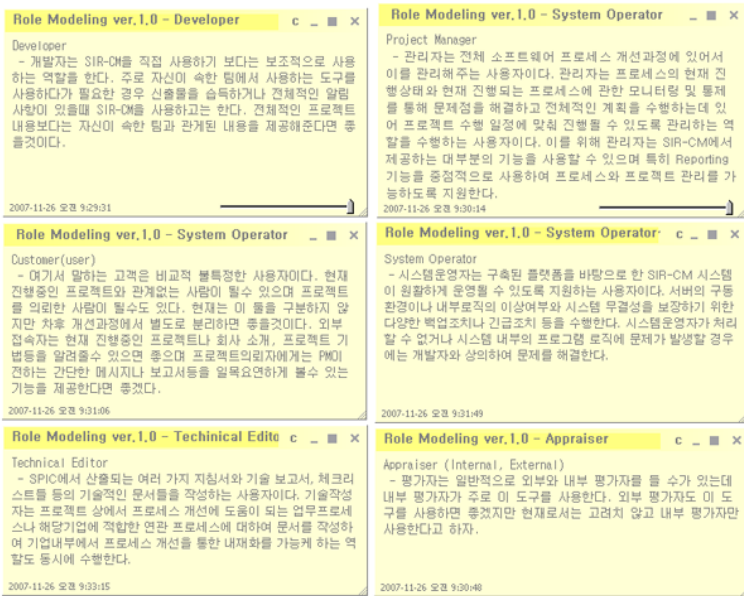 Role Modeling ver.1.0 - Developer
Developer
- 개발자는 SIR-CM을 직접 사용하기 보다는 보조적으로 사용
하는 역할을 한다. 주로 자신이 속한 팀에서 사용하는 도구를
사용하다가 필요한 경우 산출물을 습득하거나 전체적인 알림
사항이 있을때 SIR-CM을 사용하고는 한다. 전체적인 프로젝트
내용보다는 자신이 속한 팀과 관계된 내용을 제공해준다면 좋
을것이다.
2007-11-26 오전 9:29:31
Role Modeling ver.1.0 - System Operator
Project Manager
- 관리자는 전체 소프트웨어 프로세스 개선과정에 있어서
이를 관리해주는 사용자이다. 관리자는 프로세스의 현재 진
행상태와 현재 진행되는 프로세스에 관한 모니터링 및 통제
를 통해 문제점을 해결하고 전체적인 계획을 수행하는데 있
어 프로젝트 수행 일정에 맞춰 진행될 수 있도록 관리하는 역
할을 수행하는 사용자이다. 이를 위해 관리자는 SIR-CM에서
제공하는 대부분의 기능을 사용할 수 있으며 특히 Reporting
기능을 중점적으로 사용하여 프로세스와 프로젝트 관리를 가
능하도록 지원한다.
2007-11-26 오전 9:30:14
Role Modeling ver.1.0 - System Operator
Customer(user)
- 여기서 말하는 고객은 비교적 불특정한 사용자이다. 현재
진행중인 프로젝트와 관계없는 사람이 될수 있으며 프로젝트
를 의뢰한 사람이 될수도 있다. 현재는 이 둘을 구분하지 않
지만 차후 개선과정에서 별도로 분리하면 좋을것이다. 외부
접속자는 현재 진행중인 프로젝트나 회사 소개, 프로젝트 기
법등을 알려줄수 있으면 좋으며 프로젝트의뢰자에게는 PM이
전하는 간단한 메시지나 보고서등을 일목요연하게 볼수 있는
기능을 제공한다면 좋겠다.
2007-11-26 오전 9:31:06
Role Modeling ver.1.0 - System Operator
System Operator
- 시스템운영자는 구축된 플랫폼을 바탕으로 한 SIR-CM 시스템
이 원활하게 운영될 수 있도록 지원하는 사용자이다. 서버의 구동
환경이나 내부로직의 이상여부와 시스템 무결성을 보장하기 위한
다양한 백업조치나 긴급조치 등을 수행한다. 시스템운영자가 처리
할 수 없거나 시스템 내부의 프로그램 로직에 문제가 발생할 경우
에는 개발자와 상의하여 문제를 해결한다.
2007-11-26 오전 9:31:49
Role Modeling ver.1.0 - Techinical Edito
Technical Editor
- SPIC에서 산출되는 여러 가지 지침서와 기술 보고서, 체크리
스트들 등의 기술적인 문서들을 작성하는 사용자이다. 기술작성
자는 프로젝트 상에서 프로세스 개선에 도움이 되는 업무프로세
스나 해당기업에 적합한 연관 프로세스에 대하여 문서를 작성하
여 기업내부에서 프로세스 개선을 통한 내재화를 가능케 하는 역
할도 동시에 수행한다.
2007-11-26 오전 9:33:15
Role Modeling ver.1.0 - Appraiser
Appraiser (Internal, External)
- 평가자는 일반적으로 외부와 내부 평가자를 들 수가 있는데
내부 평가자가 주로 이 도구를 사용한다. 외부 평가자도 이 도
구를 사용하면 좋겠지만 현재로서는 고려치 않고 내부 평가자만
사용한다고 하자.
2007-11-26 오전 9:30:48